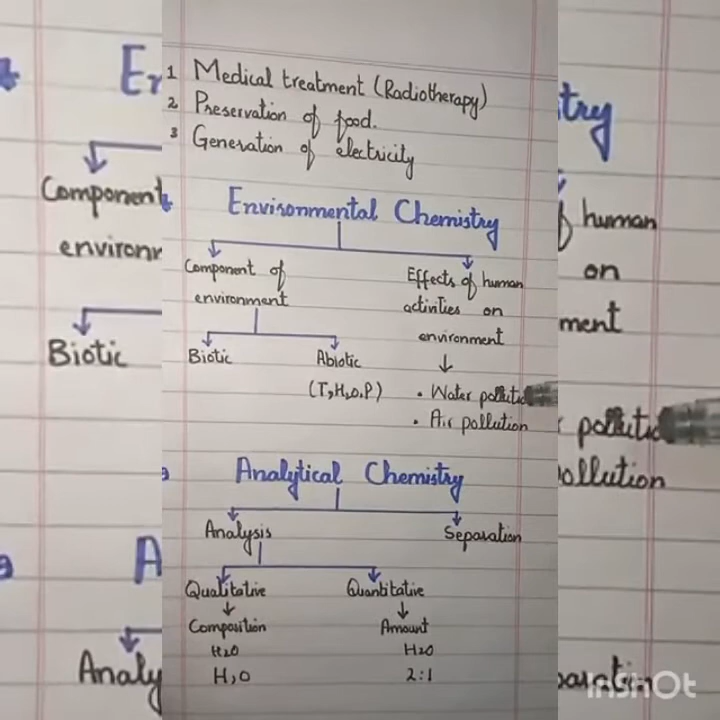 1 Medical treatment (Radiotherapy)
2 Preservation of food.
3 Generation of electricity
Environmental Chemistry
Component of environment
Effects of human activities on environment
Biotic
Abiotic
(T, H2O, P)
• Water polluti
• Air pollution
Analytical Chemistry
Analysis
Separation
Qualitative
Quantitative
Composition
Amount
H2O
H2O
H, O
2:1
InShOt